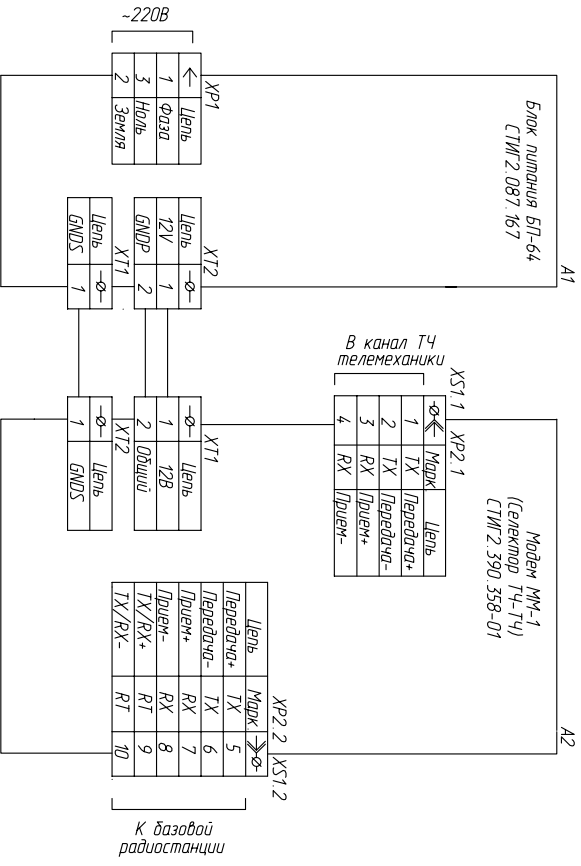 ~220В
XP1
Цепь
1 Фаза
3 Ноль
2 Земля
Блок питания БП-64
СТИГ2.087.167
А1
XT2
Цепь
12V 1
GNDP 2
XT1
Цепь
GNDS 1
В канал ТЧ
телемеханики
XS1.1 XP2.1
Марк. Цепь
1 TX Передача+
2 TX Передача-
3 RX Прием+
4 RX Прием-
Модем ММ-1
(Селектор ТЧ-ТЧ)
СТИГ2.390.358-01
А2
XT1
Цепь
1 12В
2 Общий
XT2
Цепь
1 GNDS
XP2.2 XS1.2
Цепь Марк.
Передача+ TX 5
Передача- TX 6
Прием+ RX 7
Прием- RX 8
TX/RX+ RT 9
TX/RX- RT 10
К базовой
радиостанции